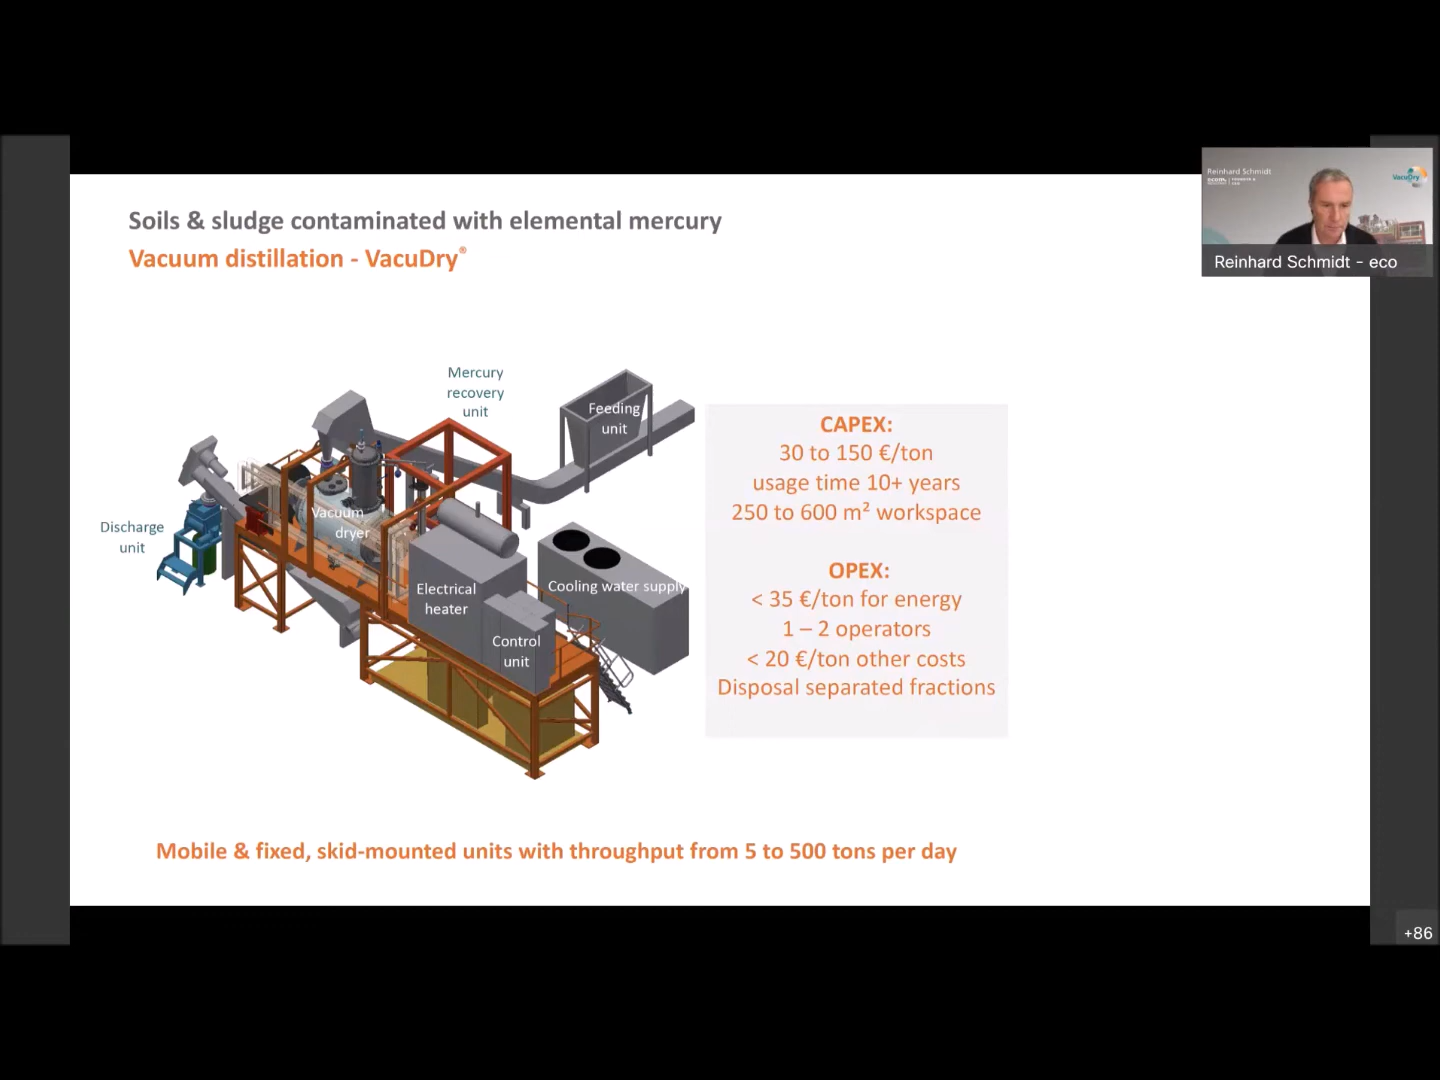 Soils & sludge contaminated with elemental mercury
Vacuum distillation - VacuDry®
Reinhard Schmidt
VacuDry
Reinhard Schmidt - eco
Mercury
recovery
unit
Feeding
unit
Discharge
unit
Vacuum
dryer
Electrical
heater
Cooling water supply
Control
unit
CAPEX:
30 to 150 €/ton
usage time 10+ years
250 to 600 m² workspace
OPEX:
< 35 €/ton for energy
1 – 2 operators
< 20 €/ton other costs
Disposal separated fractions
Mobile & fixed, skid-mounted units with throughput from 5 to 500 tons per day
+86